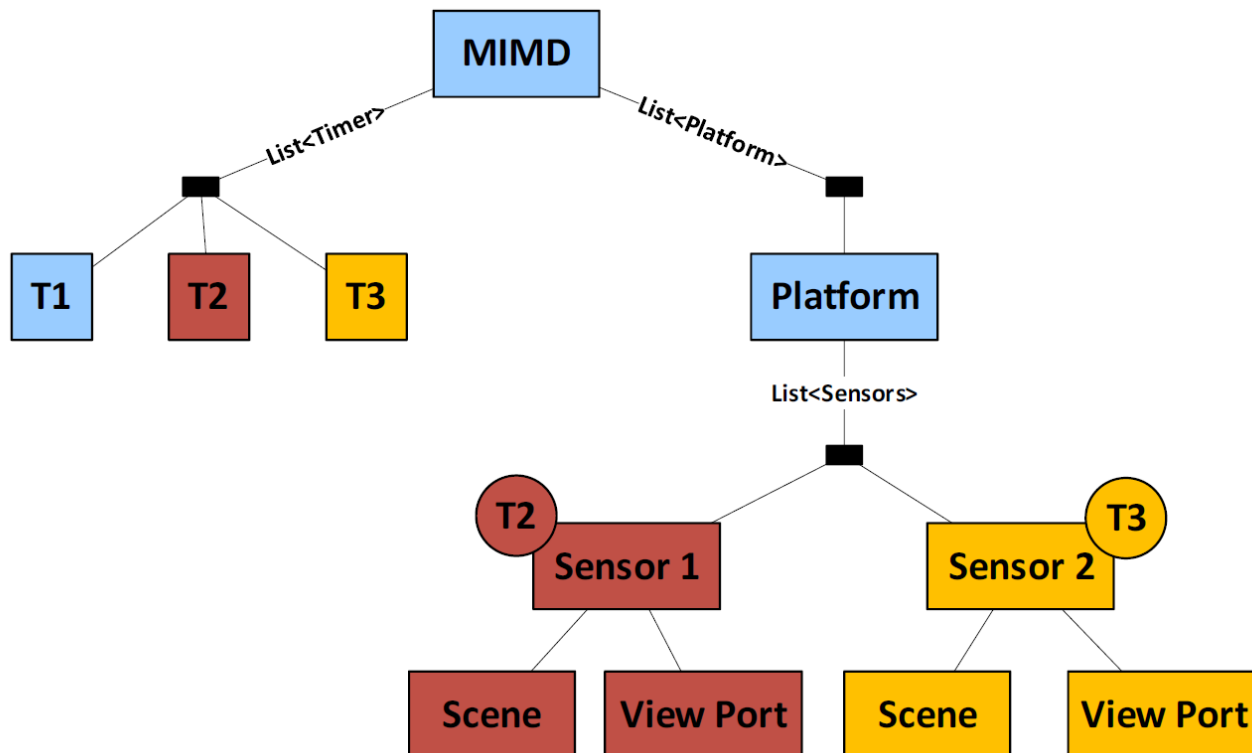 MIMD
List<Timer>
List<Platform>
T1
T2
T3
Platform
List<Sensors>
T2
T3
Sensor 1
Sensor 2
Scene
View Port
Scene
View Port